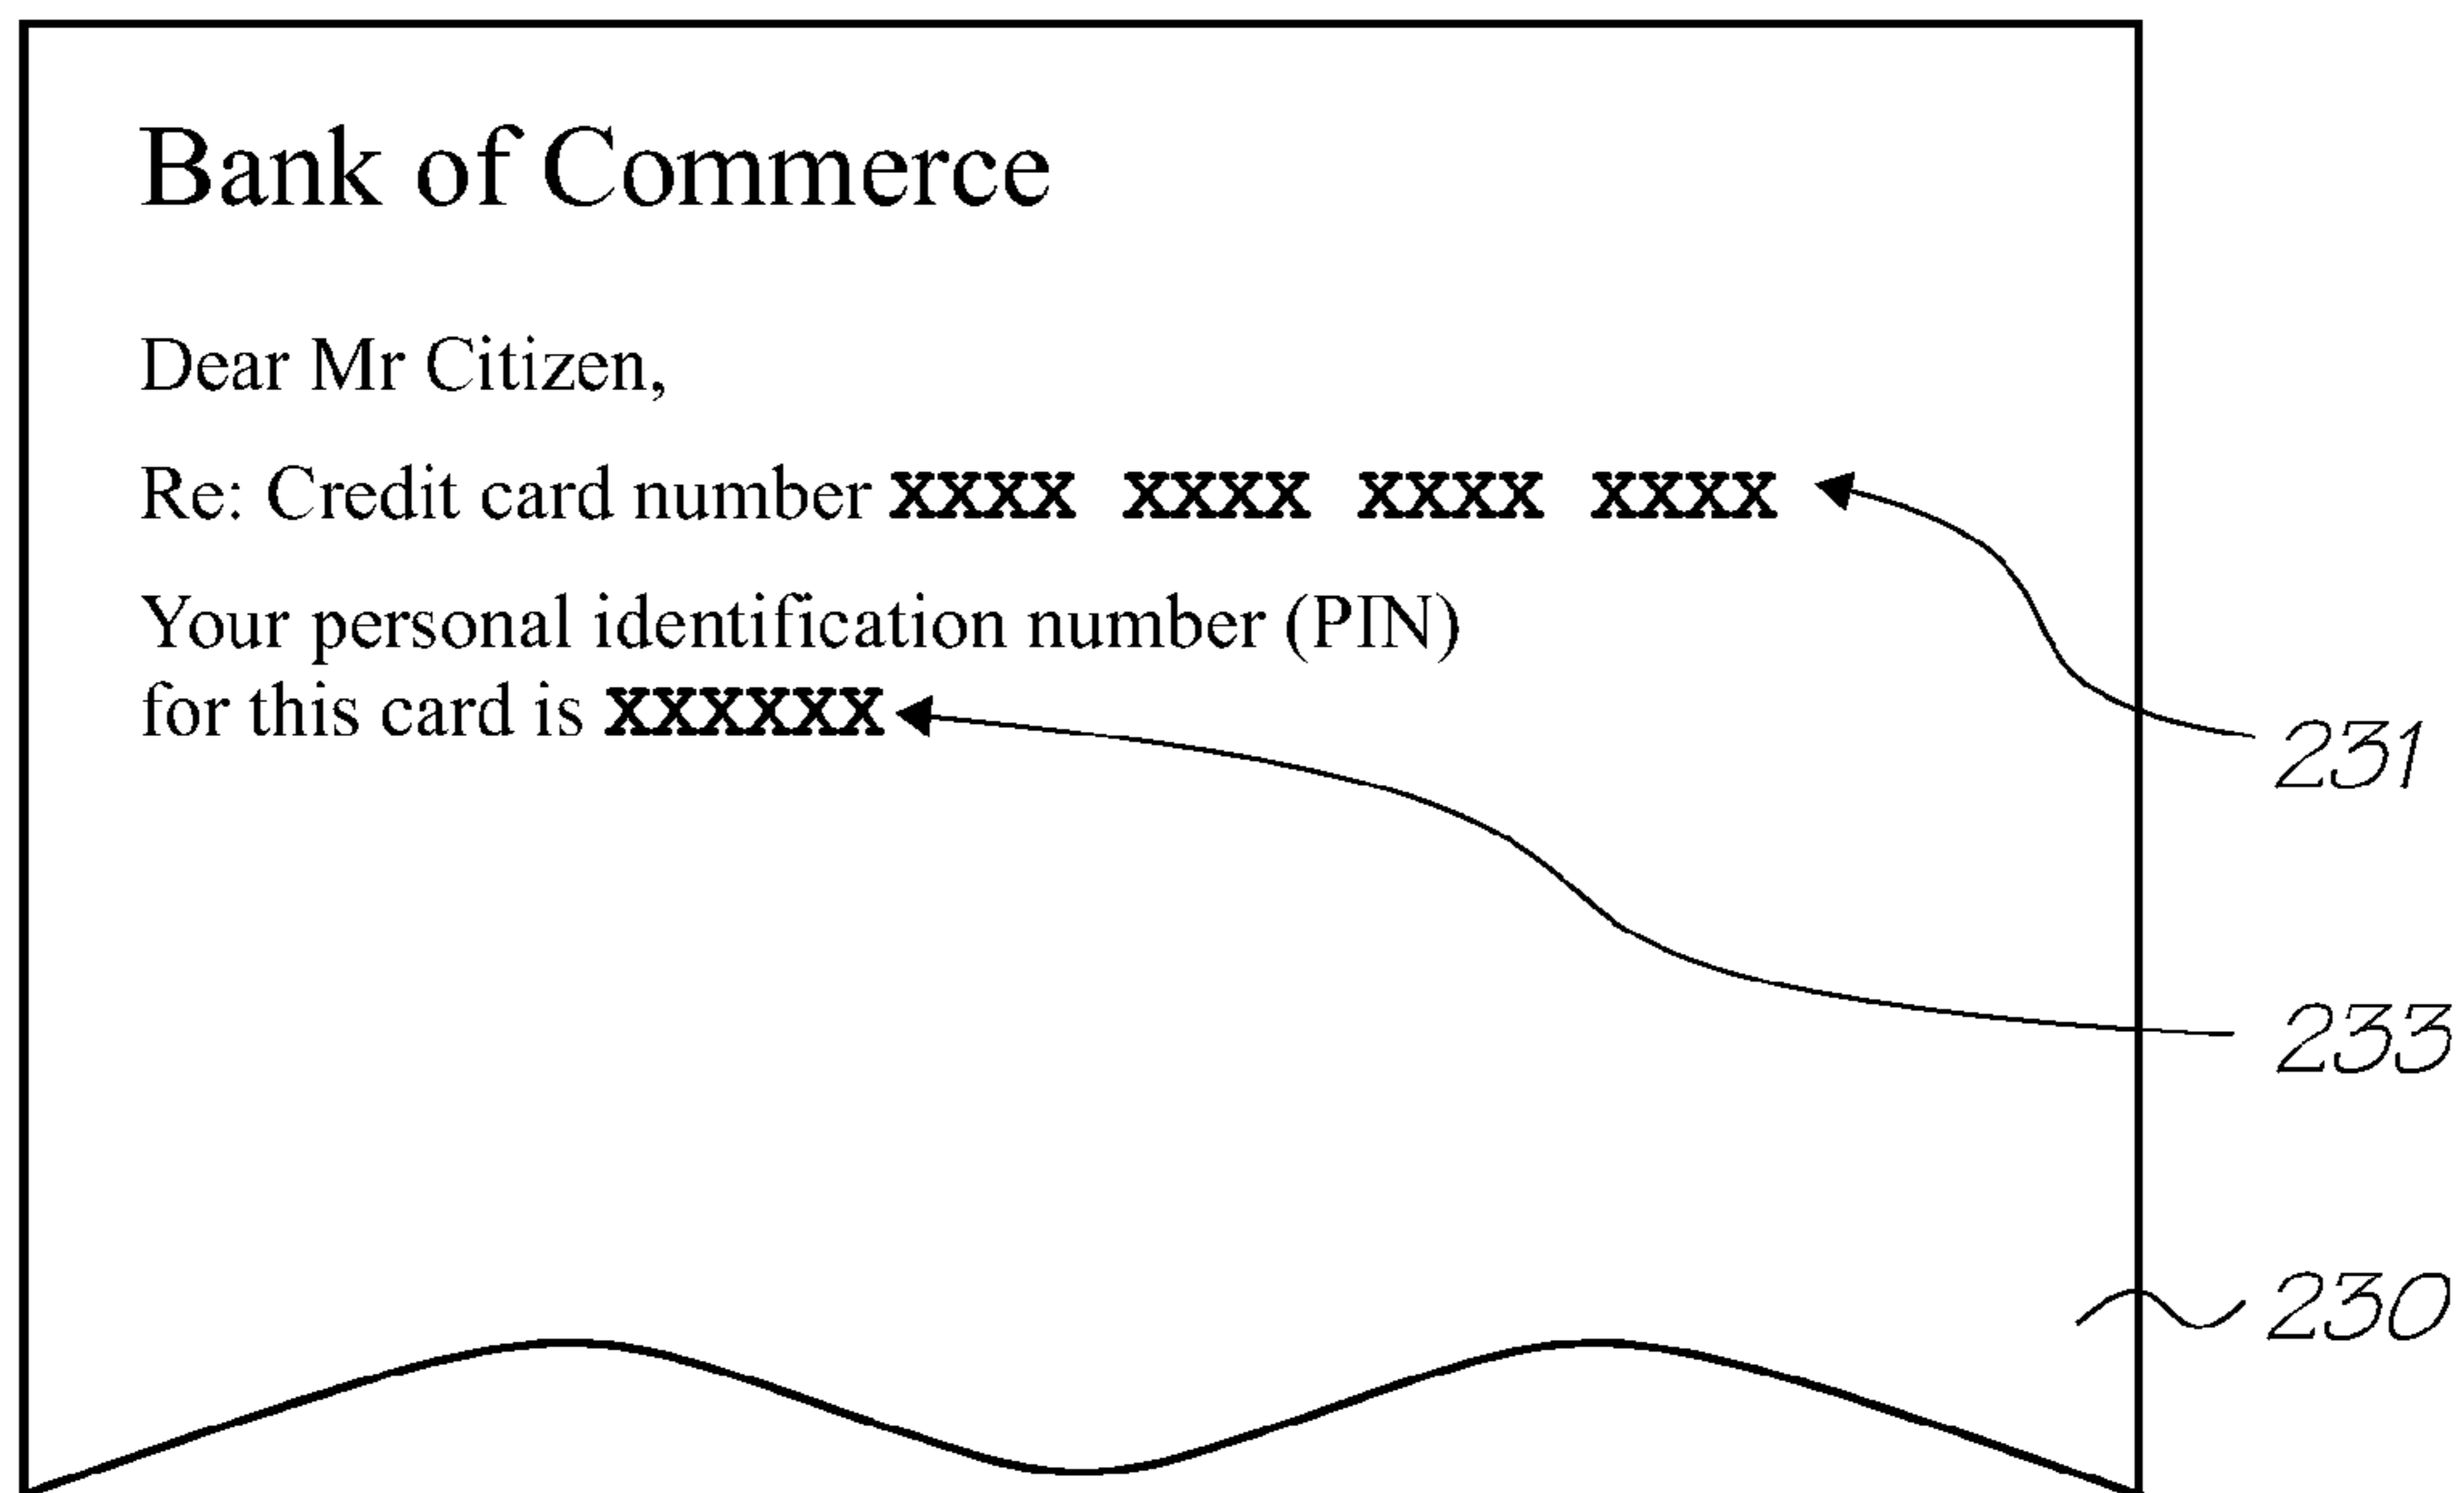 Bank of Commerce
Dear Mr Citizen,
Re: Credit card number xxxx xxxx xxxx xxxx
Your personal identification number (PIN)
for this card is xxxxxx
231
233
230